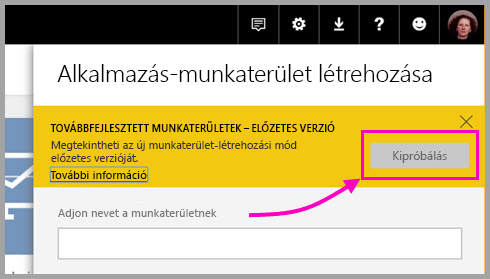 Alkalmazás-munkaterület létrehozása
TOVÁBBFEJLESZTETT MUNKATERÜLETEK – ELŐZETES VERZIÓ
Megtekintheti az új munkaterület-létrehozási mód
előzetes verzióját.
További információ
Kipróbálás
Adjon nevet a munkaterületnek